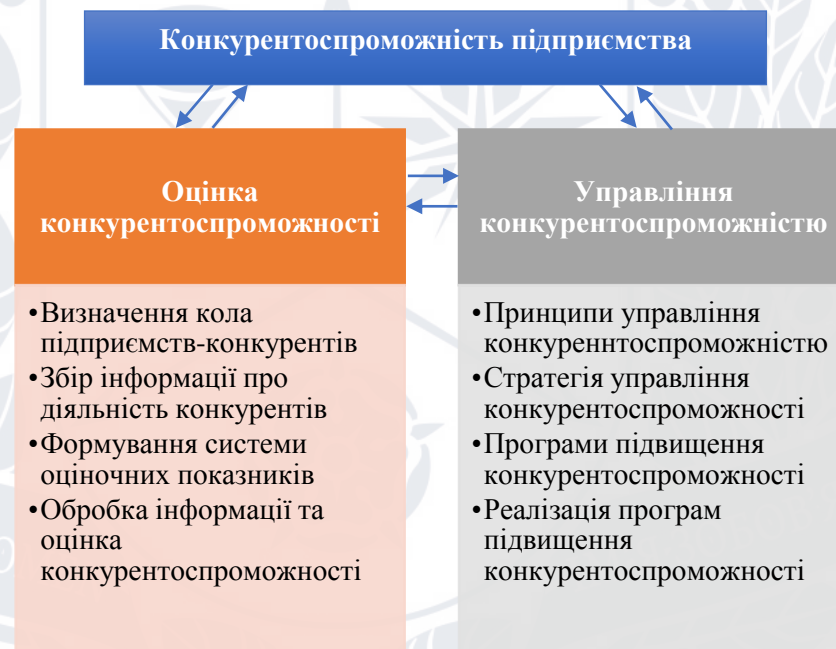 Конкурентоспроможність підприємства
Оцінка
конкурентоспроможності
•Визначення кола
підприємств-конкурентів
•Збір інформації про
діяльність конкурентів
•Формування системи
оціночних показників
•Обробка інформації та
оцінка
конкурентоспроможності
Управління
конкурентоспроможністю
•Принципи управління
конкуреннтоспроможністю
•Стратегія управління
конкурентоспроможності
•Програми підвищення
конкурентоспроможності
•Реалізація програм
підвищення
конкурентоспроможності